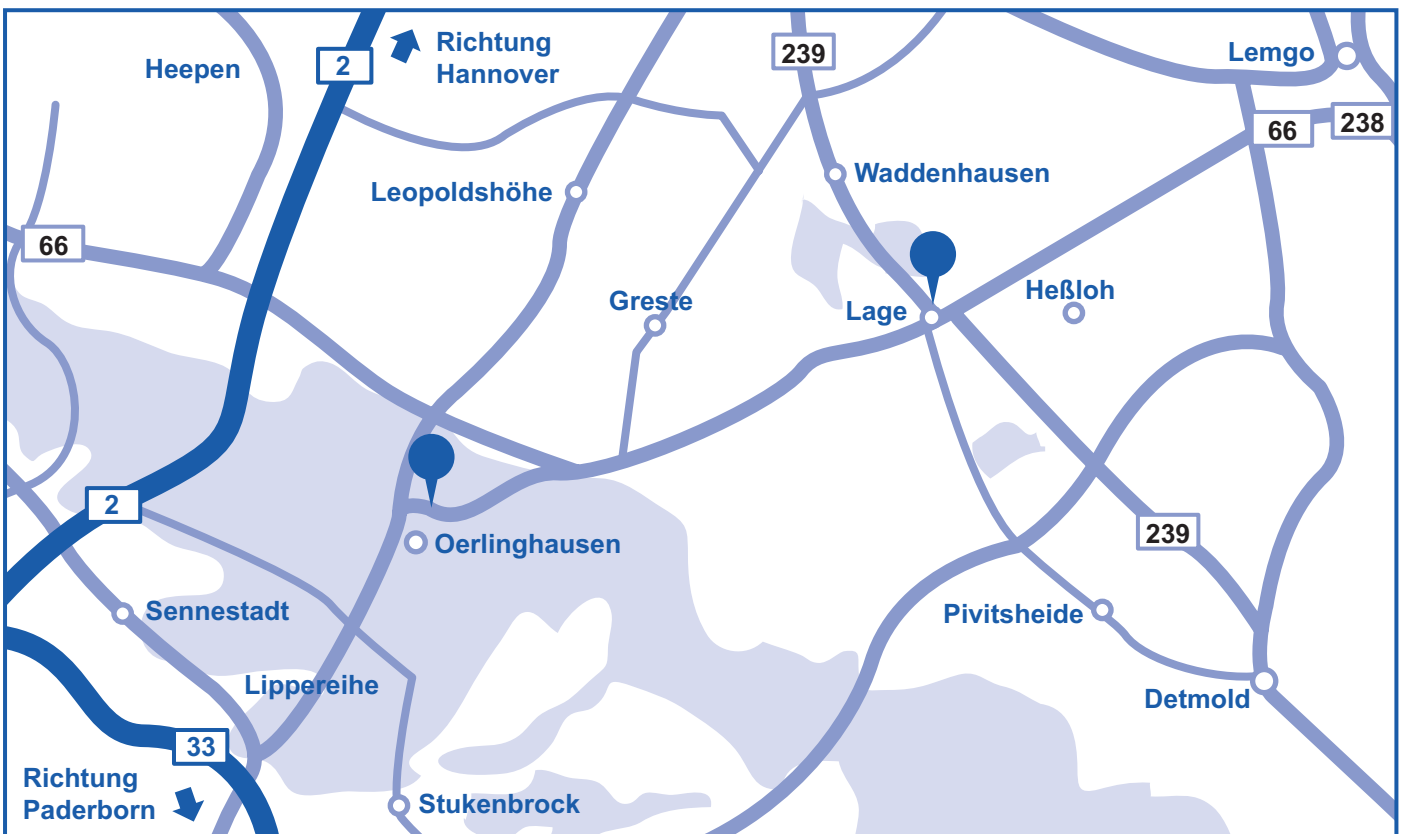 Richtung
Hannover
2
239
Lemgo
Heepen
66
238
Waddenhausen
Leopoldshöhe
66
Greste
Heßloh
Lage
2
239
Oerlinghausen
Sennestadt
Pivitsheide
Lippereihe
Detmold
33
Richtung
Paderborn
Stukenbrock